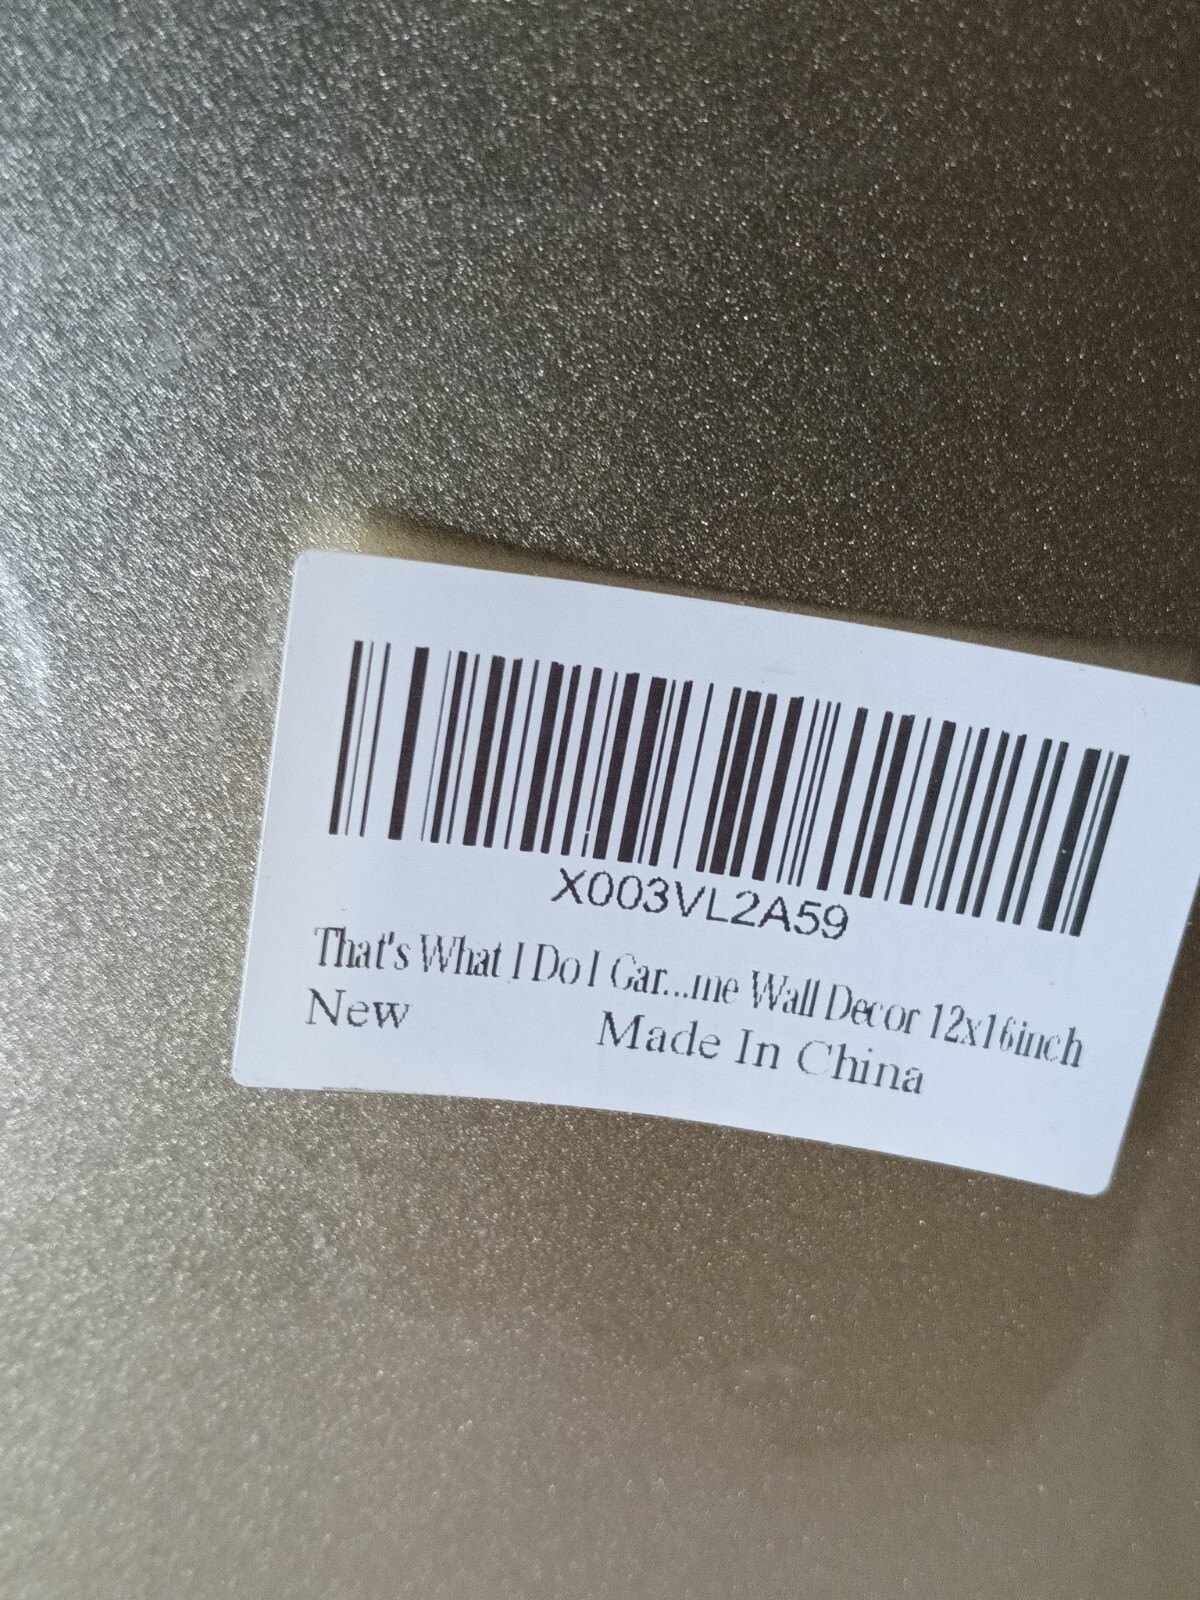 X003VL2A59
That's What I Do I Gar...me Wall Decor 12x16inch
New
Made In China